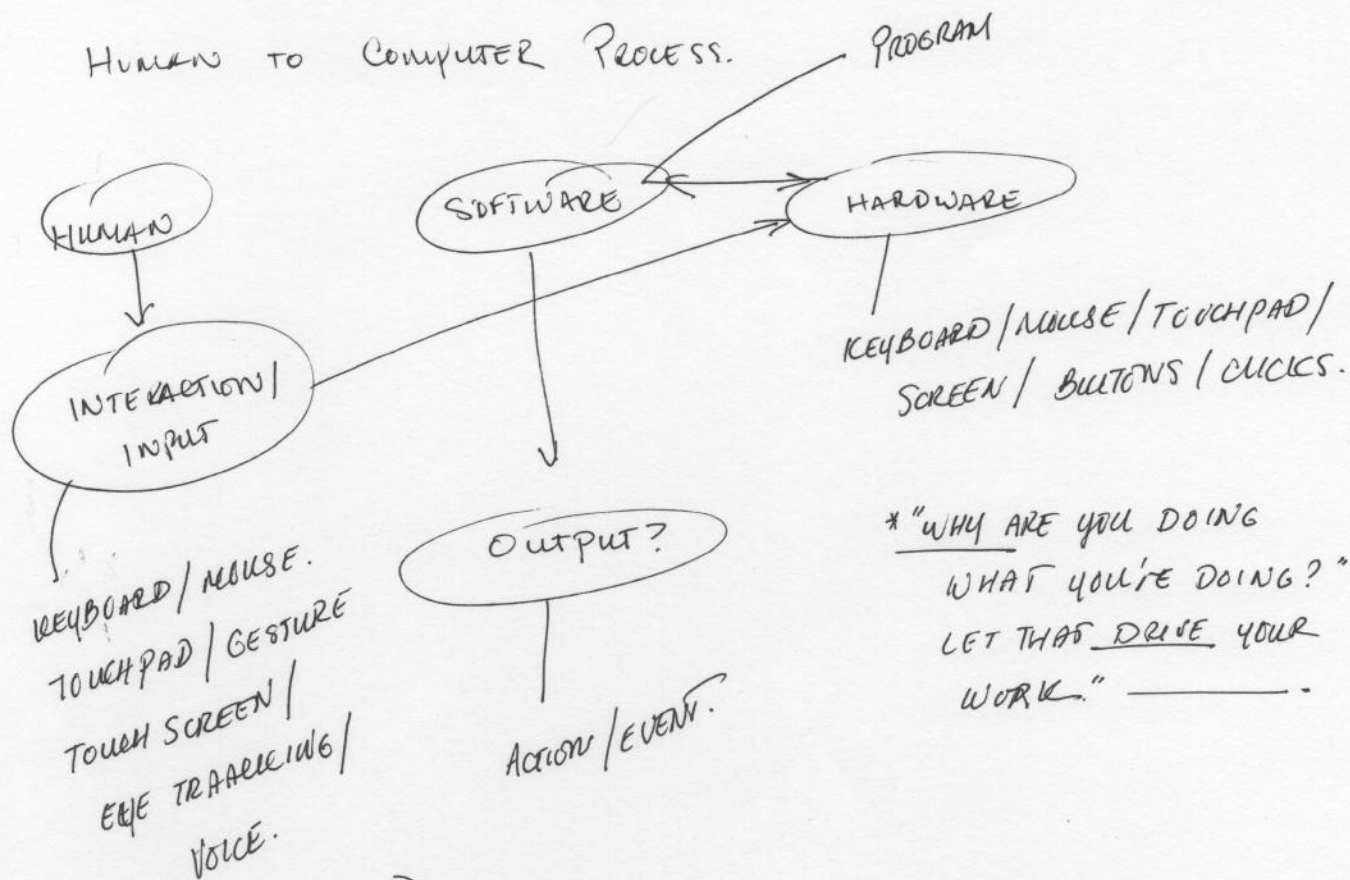 HUMAN TO COMPUTER PROCESS.
PROGRAM
HUMAN
SOFTWARE
HARDWARE
INTERACTION/
INPUT
KEYBOARD/MOUSE/TOUCHPAD/
SCREEN/ BUTTONS/CLICKS.
OUTPUT?
KEYBOARD/MOUSE.
TOUCHPAD/GESTURE
TOUCH SCREEN/
EYE TRAACKING/
VOICE.
ACTION/EVENT.
* "WHY ARE YOU DOING
WHAT YOU'RE DOING?"
LET THAT DRIVE YOUR
WORK."